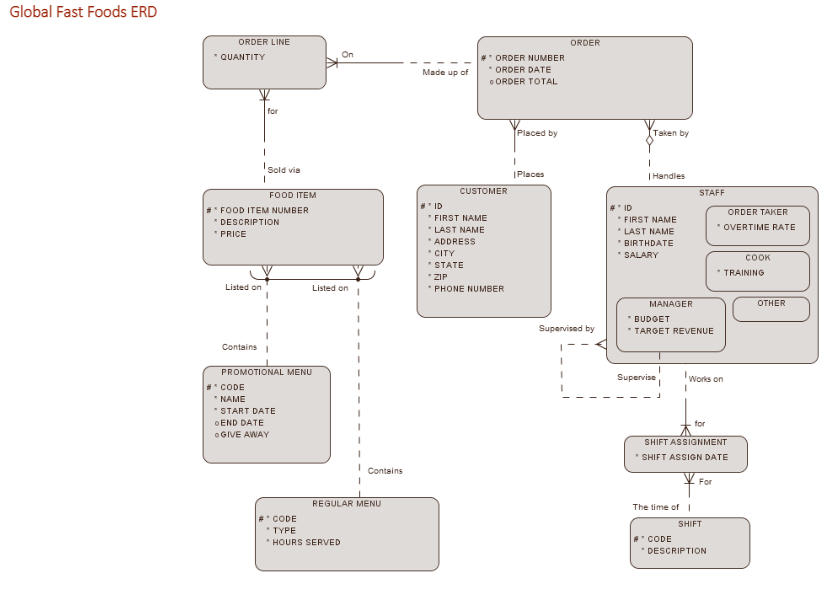 Global Fast Foods ERD
ORDER LINE
* QUANTITY
On
Made up of
ORDER
# * ORDER NUMBER
* ORDER DATE
o ORDER TOTAL
for
Sold via
Placed by
Places
Taken by
Handles
FOOD ITEM
# * FOOD ITEM NUMBER
* DESCRIPTION
* PRICE
Listed on
Listed on
Contains
CUSTOMER
# * ID
* FIRST NAME
* LAST NAME
* ADDRESS
* CITY
* STATE
* ZIP
* PHONE NUMBER
STAFF
# * ID
* FIRST NAME
* LAST NAME
* BIRTHDATE
* SALARY
ORDER TAKER
* OVERTIME RATE
COOK
* TRAINING
OTHER
MANAGER
* BUDGET
* TARGET REVENUE
Supervised by
Supervise
Works on
PROMOTIONAL MENU
# * CODE
* NAME
* START DATE
o END DATE
o GIVE AWAY
Contains
REGULAR MENU
# * CODE
* TYPE
* HOURS SERVED
for
SHIFT ASSIGNMENT
* SHIFT ASSIGN DATE
For
The time of
SHIFT
# * CODE
* DESCRIPTION